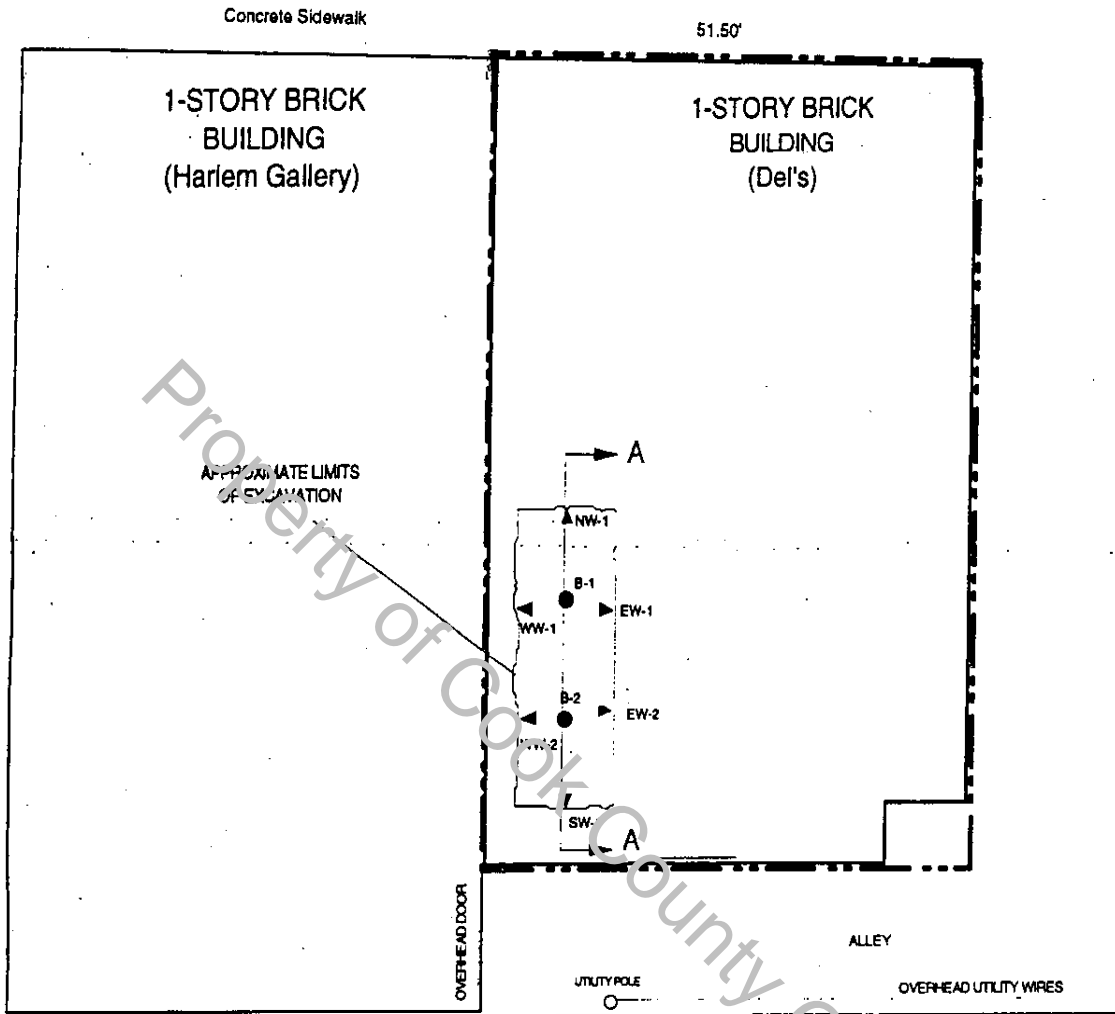 Concrete Sidewalk
51.50'
1-STORY BRICK
BUILDING
(Harlem Gallery)
1-STORY BRICK
BUILDING
(Del's)
A
APPROXIMATE LIMITS
OF EXCAVATION
NW-1
B-1
WW-1
EW-1
B-2
WW-2
EW-2
SW-
A
OVERHEAD DOOR
ALLEY
UTILITY POLE
OVERHEAD UTILITY WIRES
Property of Cook County